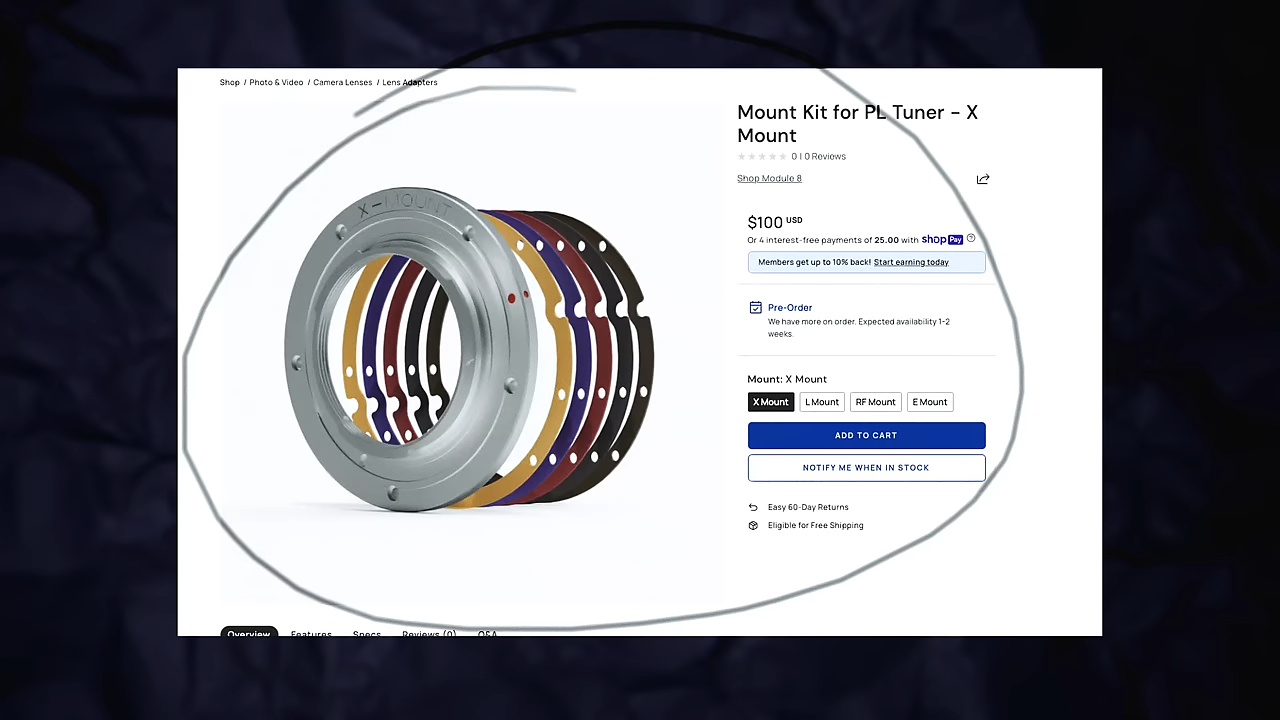 Shop / Photo & Video / Camera Lenses / Lens Adapters
X-MOUNT
Mount Kit for PL Tuner - X
Mount
0 | 0 Reviews
Shop Module 8
$100 USD
Or 4 interest-free payments of 25.00 with shop Pay
Members get up to 10% back! Start earning today
Pre-Order
We have more on order. Expected availability 1-2
weeks.
Mount: X Mount
X Mount L Mount RF Mount E Mount
ADD TO CART
NOTIFY ME WHEN IN STOCK
Easy 60-Day Returns
Eligible for Free Shipping
Overview Features Specs Reviews (0) Q&A